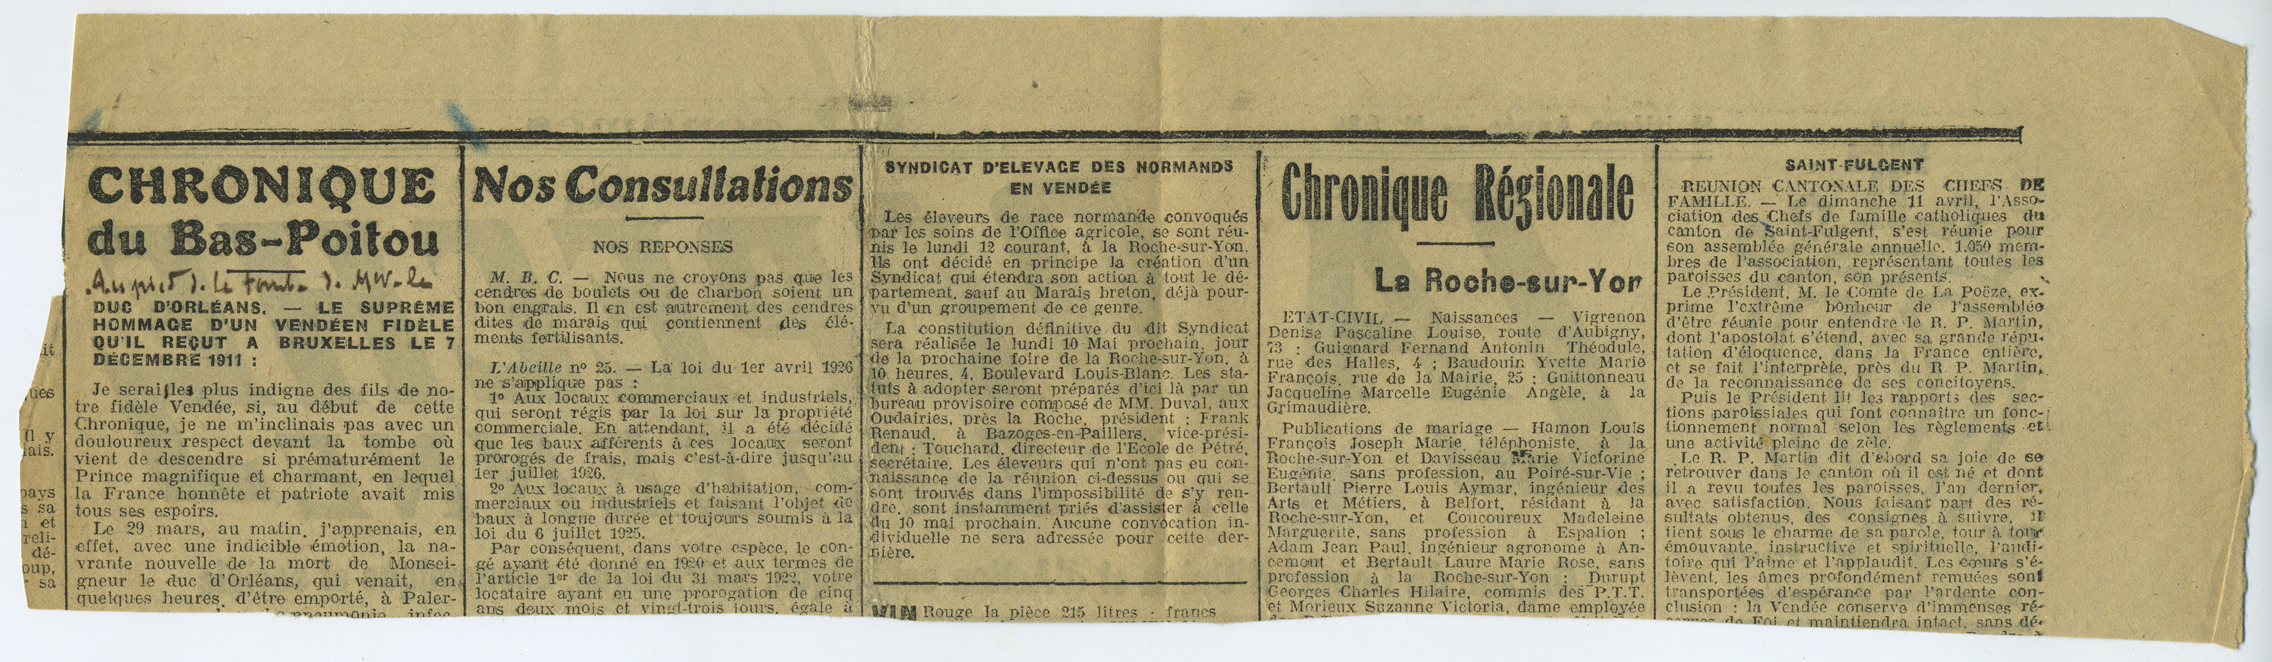 CHRONIQUE
du Bas-Poitou
Au pied de la Tombe de Mgr le
DUC D'ORLÉANS. — LE SUPRÊME
HOMMAGE D'UN VENDÉEN FIDÈLE
QU'IL REÇUT A BRUXELLES LE 7
DÉCEMBRE 1911 :
Je serai les plus indigne des fils de no-
tre fidèle Vendée, si, au début de cette
Chronique, je ne m'inclinais pas avec un
douloureux respect devant la tombe où
vient de descendre si prématurément le
Prince magnifique et charmant, en lequel
la France honnête et patriote avait mis
tous ses espoirs.
Le 29 mars, au matin, j'apprenais, en
effet, avec une indicible émotion, la na-
vrante nouvelle de la mort de Monsei-
gneur le duc d'Orléans, qui venait, en
quelques heures, d'être emporté, à Paler-
pneumonie infec
Nos Consultations
NOS REPONSES
M. B. C. — Nous ne croyons pas que les
cendres de boulets ou de charbon soient un
bon engrais. Il en est autrement des cendres
dites de marais qui contiennent des élé-
ments fertilisants.
L'Abeille nº 25. — La loi du 1er avril 1926
ne s'applique pas :
1º Aux locaux commerciaux et industriels,
qui seront régis par la loi sur la propriété
commerciale. En attendant, il a été décidé
que les baux afférents à ces locaux seront
prorogés de frais, mais c'est-à-dire jusqu'au
1er juillet 1926.
2º Aux locaux à usage d'habitation, com-
merciaux ou industriels et faisant l'objet de
baux à longue durée et toujours soumis à la
loi du 6 juillet 1925.
Par conséquent, dans votre espèce, le con-
gé ayant été donné en 1920 et aux termes de
l'article 1er de la loi du 31 mars 1922, votre
locataire ayant eu une prorogation de cinq
ans deux mois et vingt-trois jours, égale à
SYNDICAT D'ELEVAGE DES NORMANDS
EN VENDÉE
Les éleveurs de race normande convoqués
par les soins de l'Office agricole, se sont réu-
nis le lundi 12 courant, à la Roche-sur-Yon.
Ils ont décidé en principe la création d'un
Syndicat qui étendra son action à tout le dé-
partement, sauf au Marais breton, déjà pour-
vu d'un groupement de ce genre.
La constitution définitive du dit Syndicat
sera réalisée le lundi 10 Mai prochain, jour
de la prochaine foire de la Roche-sur-Yon, à
10 heures, 4, Boulevard Louis-Blanc. Les sta-
tuts à adopter seront préparés d'ici là par un
bureau provisoire composé de MM. Duval, aux
Oudairies, près la Roche, président ; Frank
Renaud, à Bazoges-en-Paillers, vice-prési-
dent ; Touchard, directeur de l'Ecole de Pétré,
secrétaire. Les éleveurs qui n'ont pas eu con-
naissance de la réunion ci-dessus ou qui se
sont trouvés dans l'impossibilité de s'y ren-
dre, sont instamment priés d'assister à celle
du 10 mai prochain. Aucune convocation in-
dividuelle ne sera adressée pour cette der-
nière.
VIN Rouge la pièce 215 litres : francs
Chronique Régionale
La Roche-sur-Yon
ETAT-CIVIL — Naissances — Vigrenon
Denise Pascaline Louise, route d'Aubigny,
73 ; Guignard Fernand Antonin Théodule,
rue des Halles, 4 ; Baudouin Yvette Marie
François, rue de la Mairie, 25 ; Guittonneau
Jacqueline Marcelle Eugénie Angèle, à la
Grimaudière.
Publications de mariage — Hamon Louis
François Joseph Marie téléphoniste, à la
Roche-sur-Yon et Davisseau Marie Victorine
Eugénie sans profession, au Poiré-sur-Vie ;
Bertault Pierre Louis Aymar, ingénieur des
Arts et Métiers, à Belfort, résidant à la
Roche-sur-Yon, et Coucoureux Madeleine
Marguerite, sans profession à Espalion ;
Adam Jean Paul, ingénieur agronome à An-
cemont et Bertault Laure Marie Rose, sans
profession à la Roche-sur-Yon ; Durupt
Georges Charles Hilaire, commis des P.T.T.
et Morieux Suzanne Victoria, dame employée
SAINT-FULGENT
REUNION CANTONALE DES CHEFS DE
FAMILLE. — Le dimanche 11 avril, l'Asso-
ciation des Chefs de famille catholiques du
canton de Saint-Fulgent, s'est réunie pour
son assemblée générale annuelle. 1.050 mem-
bres de l'association, représentant toutes les
paroisses du canton, son présents.
Le Président, M. le Comte de La Poëze, ex-
prime l'extrême bonheur de l'assemblée
d'être réunie pour entendre le R. P. Martin,
dont l'apostolat s'étend, avec sa grande répu-
tation d'éloquence, dans la France entière,
et se fait l'interprète, près du R. P. Martin,
de la reconnaissance de ses concitoyens.
Puis le Président lit les rapports des sec-
tions paroissiales qui font connaître un fonc-
tionnement normal selon les règlements et
une activité pleine de zèle.
Le R. P. Martin dit d'abord sa joie de se
retrouver dans le canton où il est né et dont
il a revu toutes les paroisses, l'an dernier,
avec satisfaction. Nous faisant part des ré-
sultats obtenus, des consignes à suivre, il
tient sous le charme de sa parole, tour à tour
émouvante, instructive et spirituelle, l'audi-
toire qui l'aime et l'applaudit. Les cœurs s'é-
lèvent, les âmes profondément remuées sont
transportées d'espérance par l'ardente con-
clusion : la Vendée conserve d'immenses ré-
serves de Foi et maintiendra intact, sans dé-